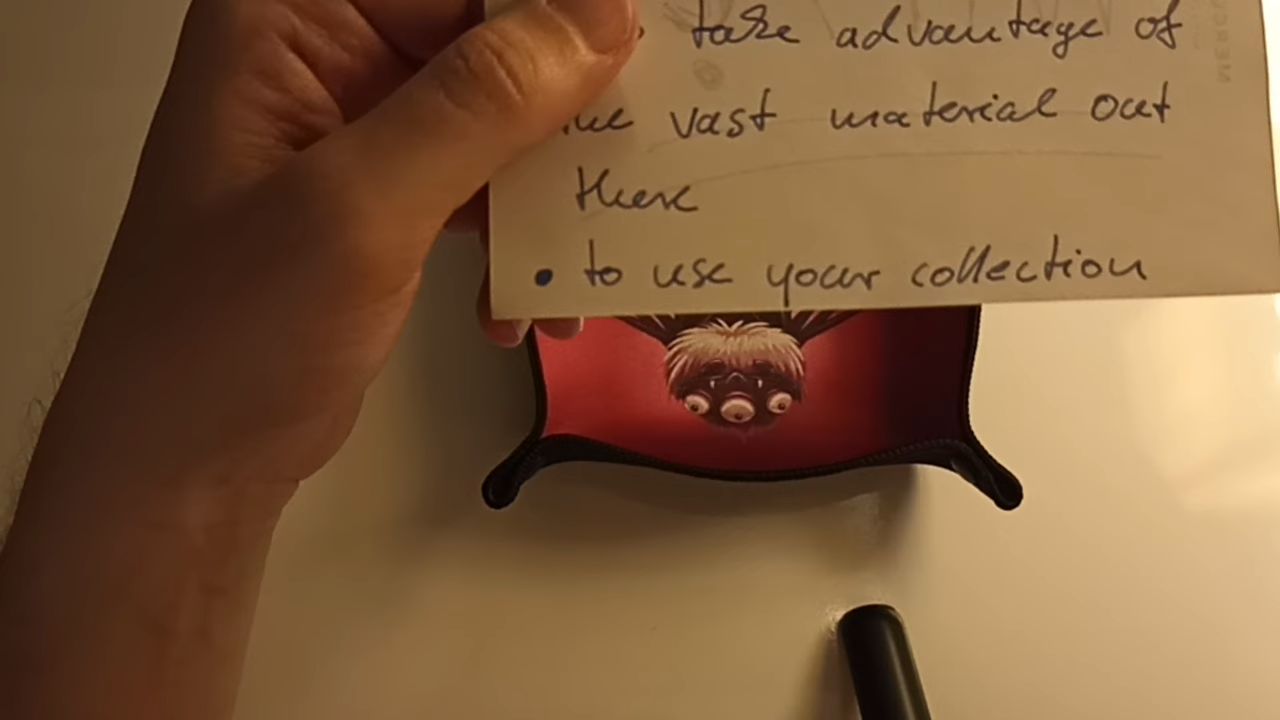 take advantage of
vast material out
there
• to use your collection